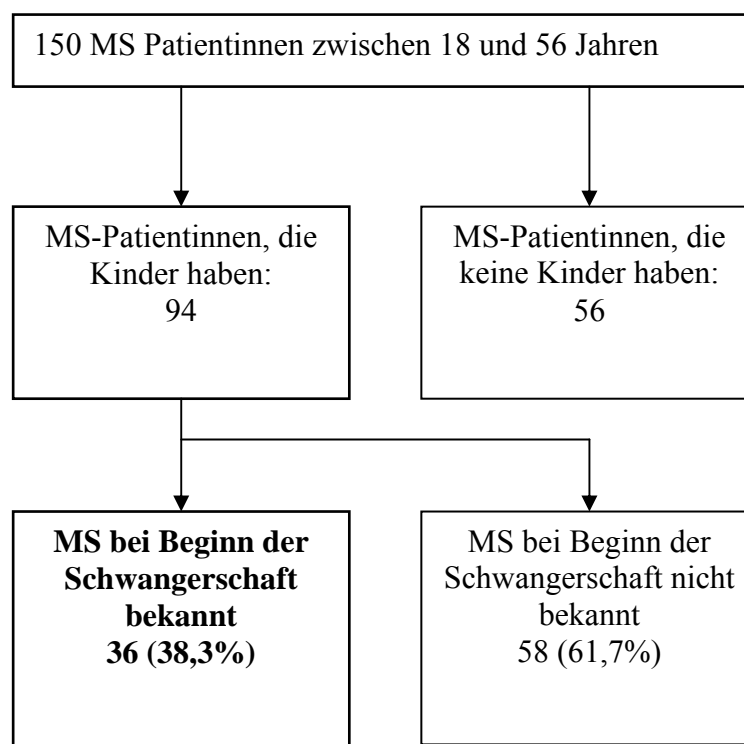 150 MS Patientinnen zwischen 18 und 56 Jahren
MS-Patientinnen, die
Kinder haben:
94
MS-Patientinnen, die
keine Kinder haben:
56
MS bei Beginn der
Schwangerschaft
bekannt
36 (38,3%)
MS bei Beginn der
Schwangerschaft nicht
bekannt
58 (61,7%)